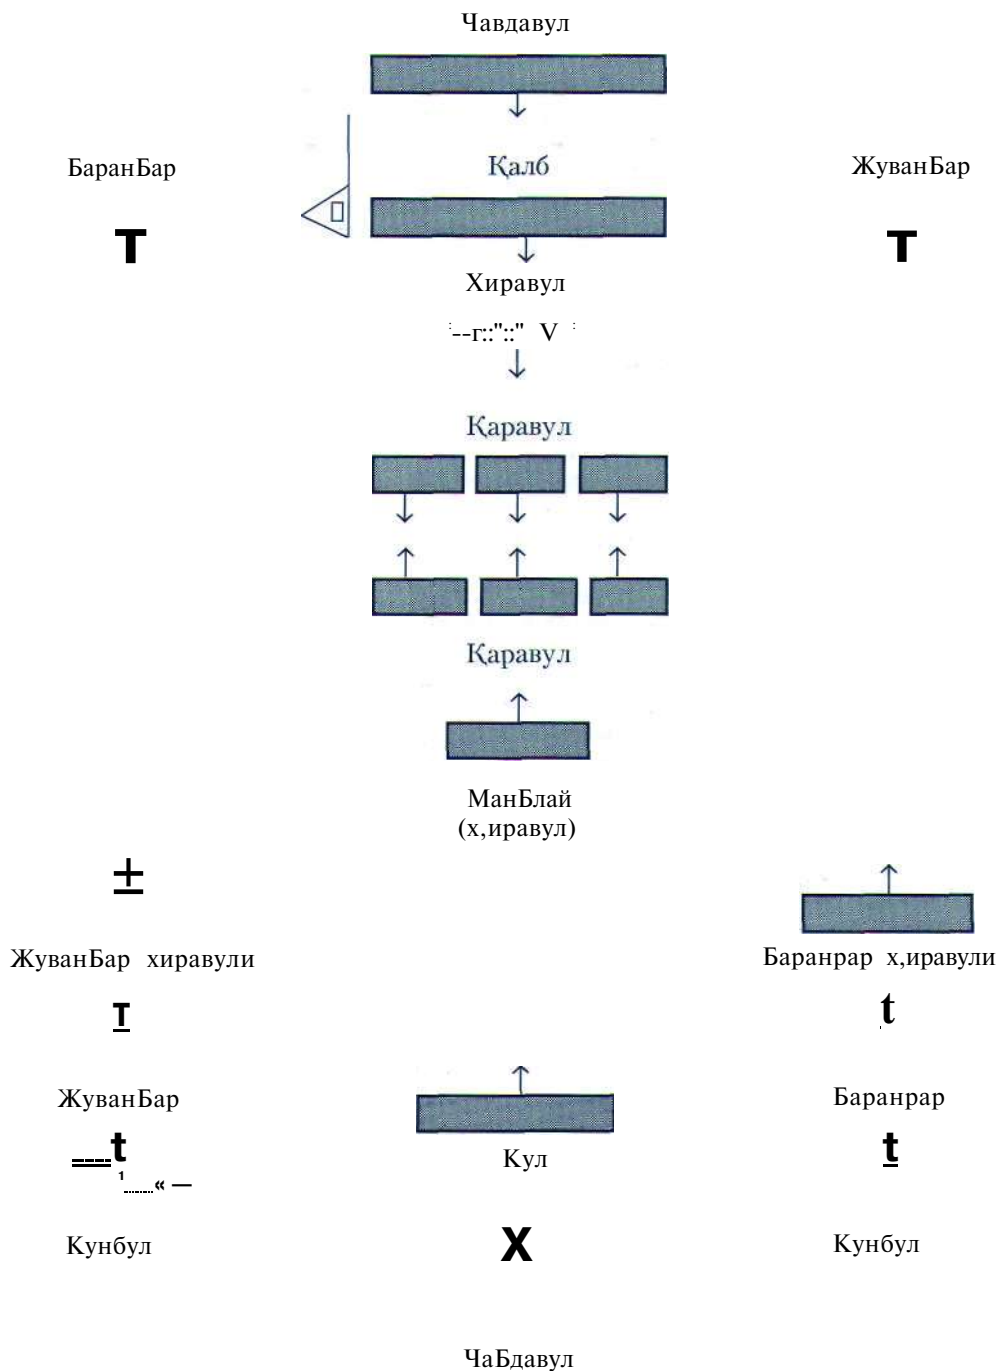 Чавдавул
БаранБар Қалб ЖуванБар
Т Т
Хиравул
:--г::"::" V :
Қаравул
Қаравул
МанБлай
(х,иравул)
±
ЖуванБар хиравули Баранрар х,иравули
Т t
ЖуванБар Баранрар
t Кул t
1 « —
Кунбул X Кунбул
ЧаБдавул